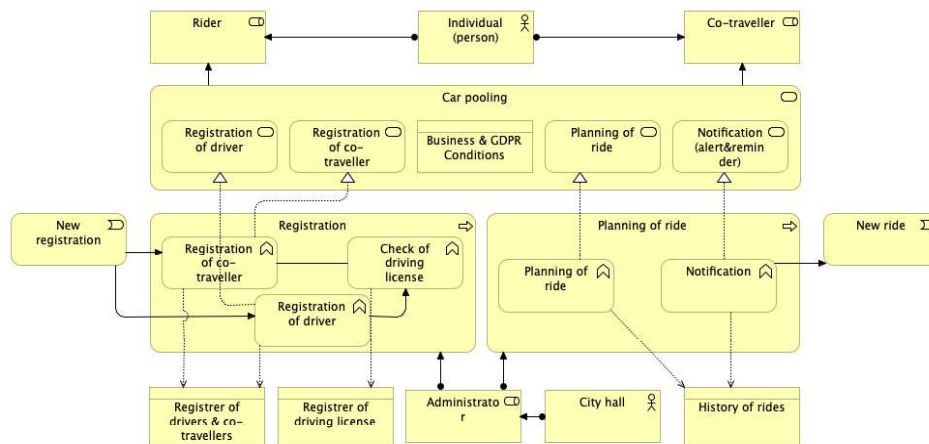 Rider
Individual
(person)
Co-traveller
Car pooling
Registration
of driver
Registration
of co-
traveller
Business & GDPR
Conditions
Planning of
ride
Notification
(alert&remin
der)
New
registration
Registration
Registration
of co-
traveller
Check of
driving
license
Registration
of driver
Planning of ride
Planning of
ride
Notification
New ride
Registrer of
drivers & co-
travellers
Registrer of
driving license
Administrato
r
City hall
History of rides